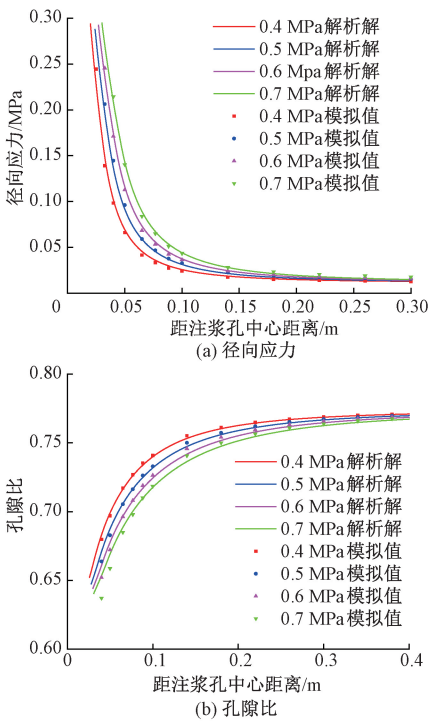 0.30
0.25
0.20
0.15
0.10
0.05
径向应力/MPa
0.4 MPa解析解
0.5 MPa解析解
0.6 Mpa解析解
0.7 MPa解析解
0.4 MPa模拟值
0.5 MPa模拟值
0.6 MPa模拟值
0.7 MPa模拟值
0 0.05 0.10 0.15 0.20 0.25 0.30
距注浆孔中心距离/m
(a) 径向应力
0.80
0.75
0.70
0.65
0.60
孔隙比
0.4 MPa解析解
0.5 MPa解析解
0.6 MPa解析解
0.7 MPa解析解
0.4 MPa模拟值
0.5 MPa模拟值
0.6 MPa模拟值
0.7 MPa模拟值
0 0.1 0.2 0.3 0.4
距注浆孔中心距离/m
(b) 孔隙比